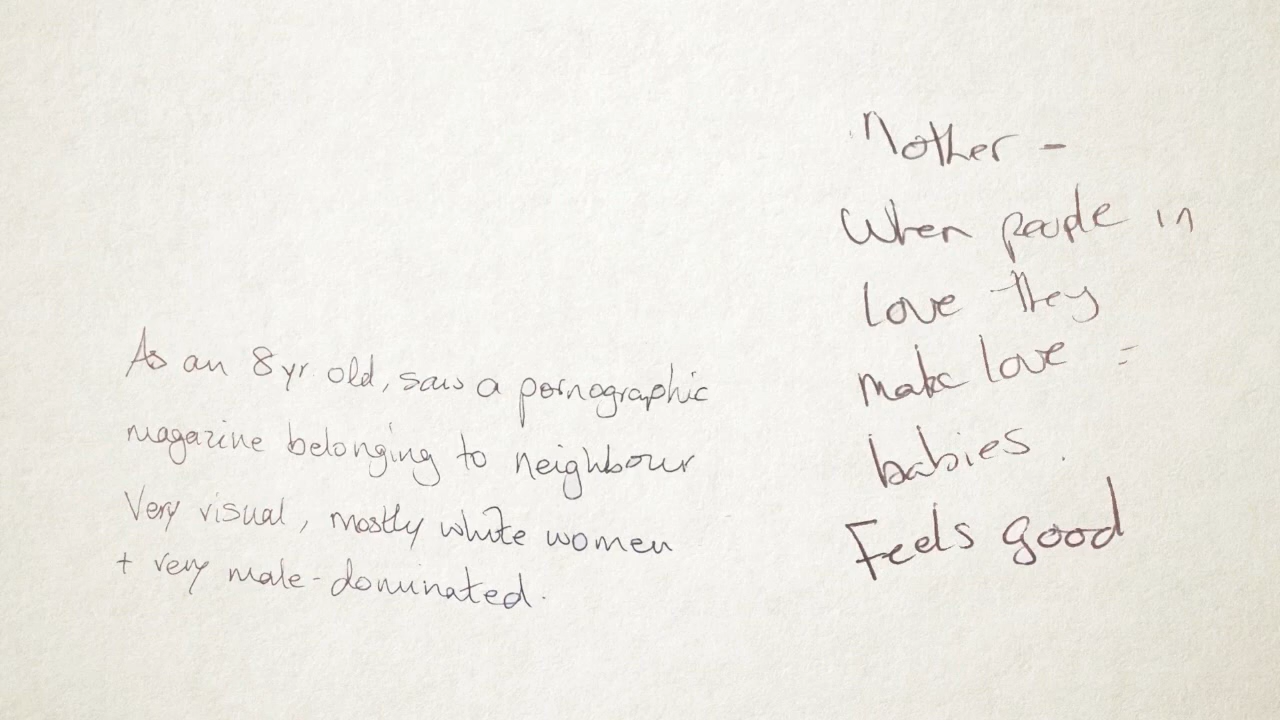 As an 8yr old, saw a pornographic
magazine belonging to neighbour
Very visual, mostly white women
+ very male-dominated.
Mother -
When people in
love they
make love =
babies.
Feels good